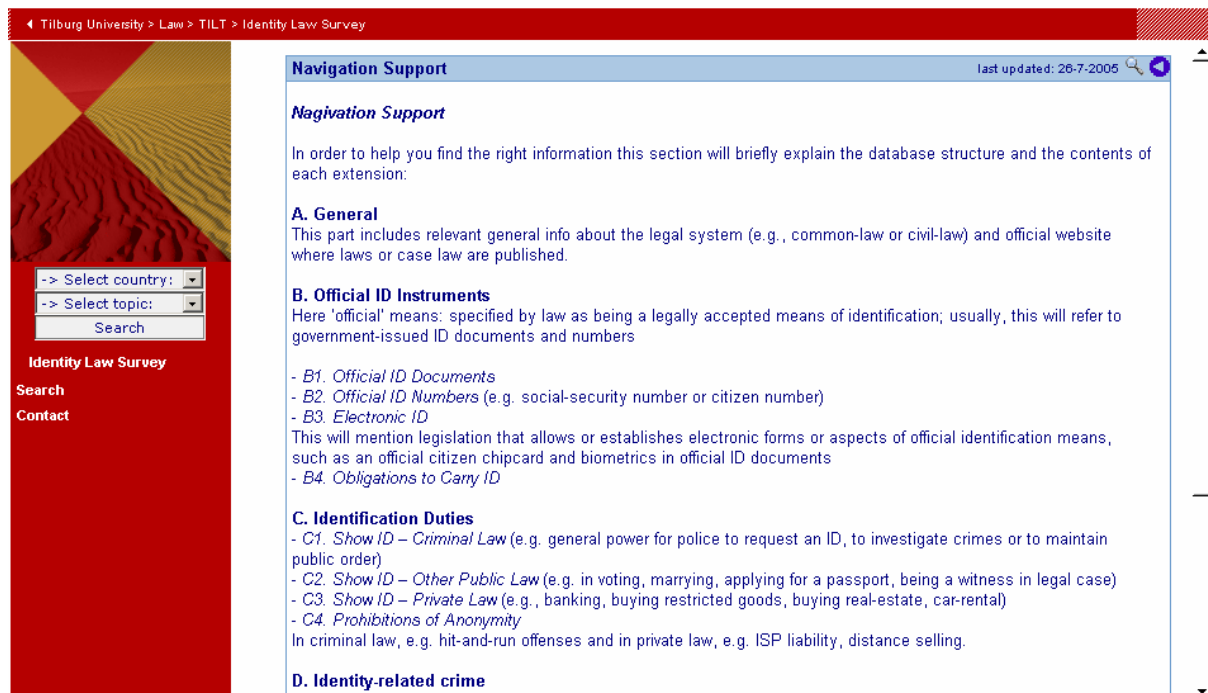 Tilburg University > Law > TILT > Identity Law Survey
-> Select country:
-> Select topic:
Search
Identity Law Survey
Search
Contact
Navigation Support
last updated: 26-7-2005
Nagivation Support
In order to help you find the right information this section will briefly explain the database structure and the contents of
each extension:
A. General
This part includes relevant general info about the legal system (e.g., common-law or civil-law) and official website
where laws or case law are published.
B. Official ID Instruments
Here 'official' means: specified by law as being a legally accepted means of identification; usually, this will refer to
government-issued ID documents and numbers
- B1. Official ID Documents
- B2. Official ID Numbers (e.g. social-security number or citizen number)
- B3. Electronic ID
This will mention legislation that allows or establishes electronic forms or aspects of official identification means,
such as an official citizen chipcard and biometrics in official ID documents
- B4. Obligations to Carry ID
C. Identification Duties
- C1. Show ID – Criminal Law (e.g. general power for police to request an ID, to investigate crimes or to maintain
public order)
- C2. Show ID – Other Public Law (e.g. in voting, marrying, applying for a passport, being a witness in legal case)
- C3. Show ID – Private Law (e.g., banking, buying restricted goods, buying real-estate, car-rental)
- C4. Prohibitions of Anonymity
In criminal law, e.g. hit-and-run offenses and in private law, e.g. ISP liability, distance selling.
D. Identity-related crime